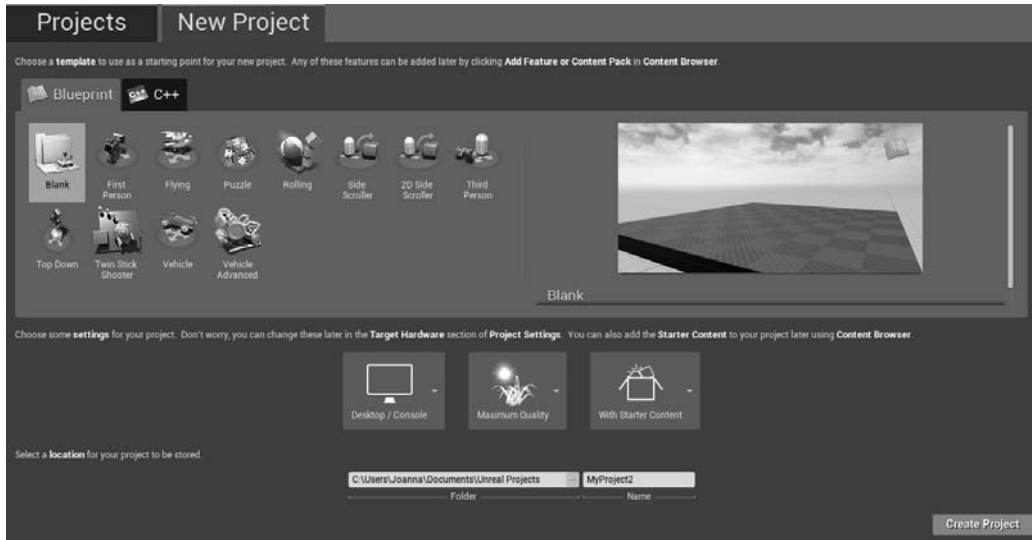 Projects
New Project
Choose a template to use as a starting point for your new project. Any of these features can be added later by clicking Add Feature or Content Pack in Content Browser.
Blueprint
C++
Blank
First
Person
Flying
Puzzle
Rolling
Side
Scroller
2D Side
Scroller
Third
Person
Top Down
Twin Stick
Shooter
Vehicle
Vehicle
Advanced
Blank
Choose some settings for your project. Don't worry, you can change these later in the Target Hardware section of Project Settings. You can also add the Starter Content to your project later using Content Browser.
Desktop / Console
Maximum Quality
With Starter Content
Select a location for your project to be stored.
C:\Users\Joanna\Documents\Unreal Projects
...
MyProject2
Folder
Name
Create Project